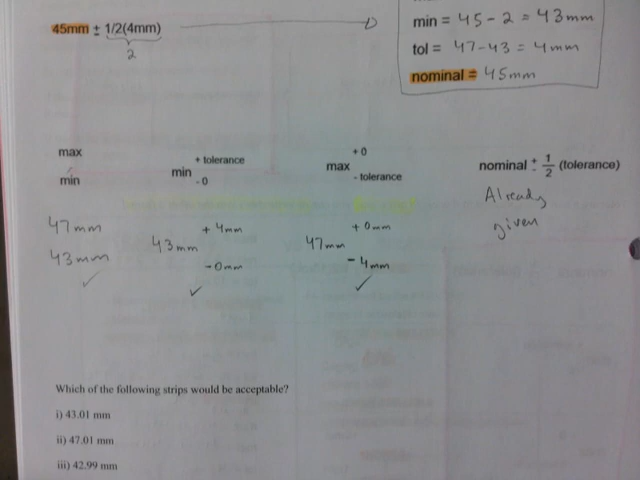 45mm ± 1/2(4mm)
2
min = 45 - 2 = 43mm
tol = 47-43 = 4mm
nominal = 45mm
max
min
min + tolerance
- 0
max +0
- tolerance
nominal ± 1/2 (tolerance)
47mm
43mm
43mm + 4mm
-0mm
47mm + 0mm
- 4mm
Already
given
Which of the following strips would be acceptable?
i) 43.01 mm
ii) 47.01 mm
iii) 42.99 mm